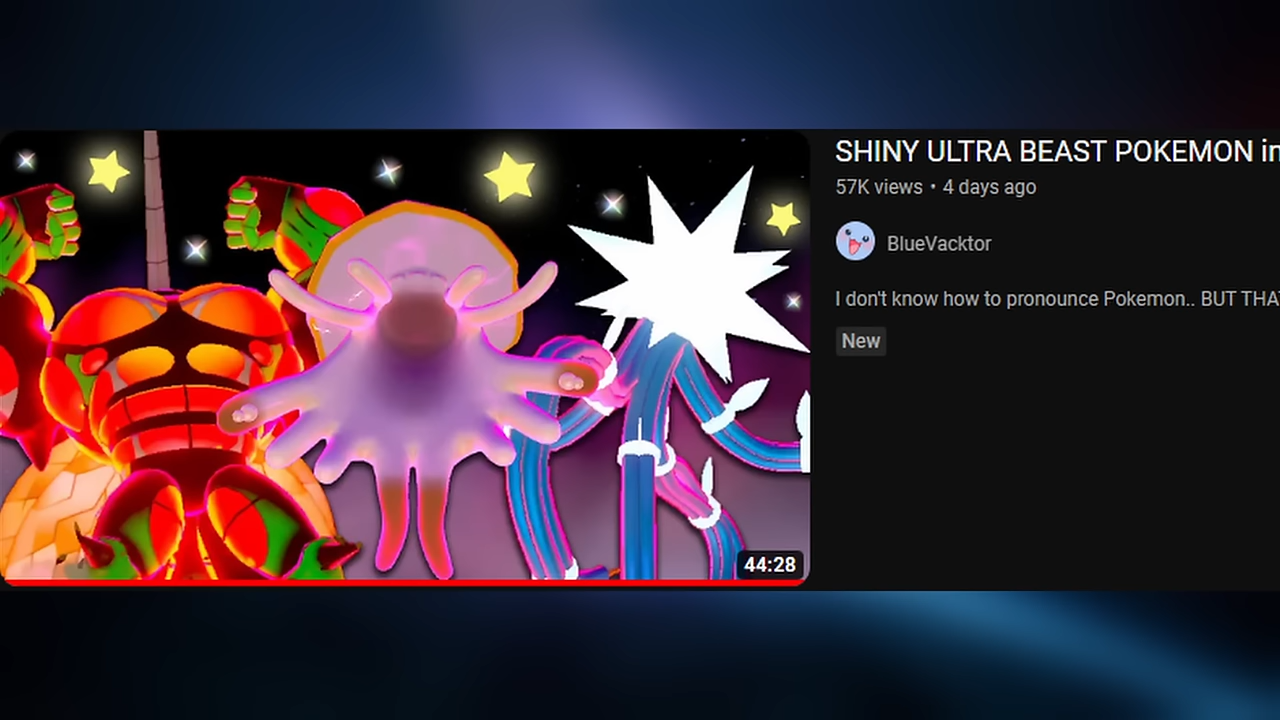 SHINY ULTRA BEAST POKEMON in
57K views • 4 days ago
BlueVacktor
I don't know how to pronounce Pokemon.. BUT THA
New
44:28